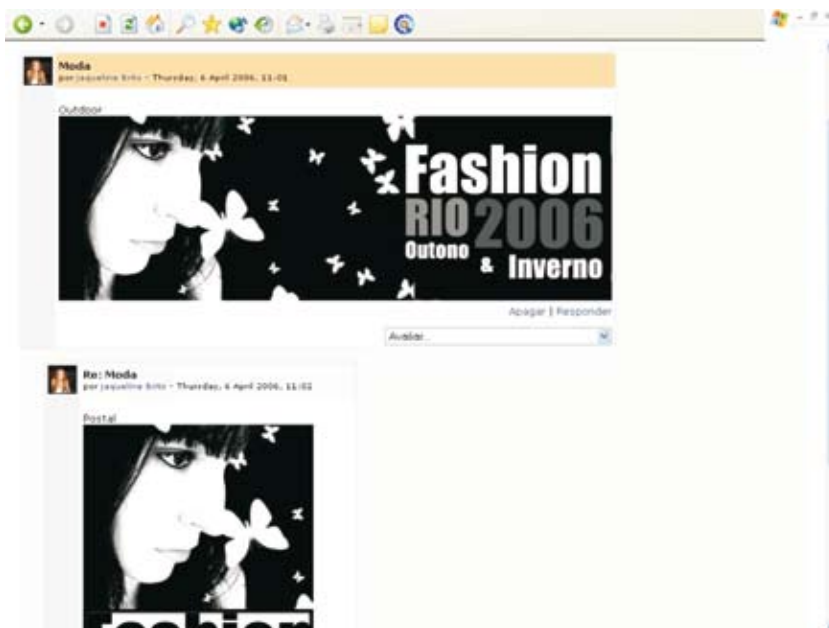 Moda
por jaqueline brito - Thursday, 6 April 2006, 11:01
Outdoor
Fashion
RIO 2006
Outono
& Inverno
Apagar | Responder
Avaliar...
Re: Moda
por jaqueline brito - Thursday, 6 April 2006, 11:02
Postal
Fashion